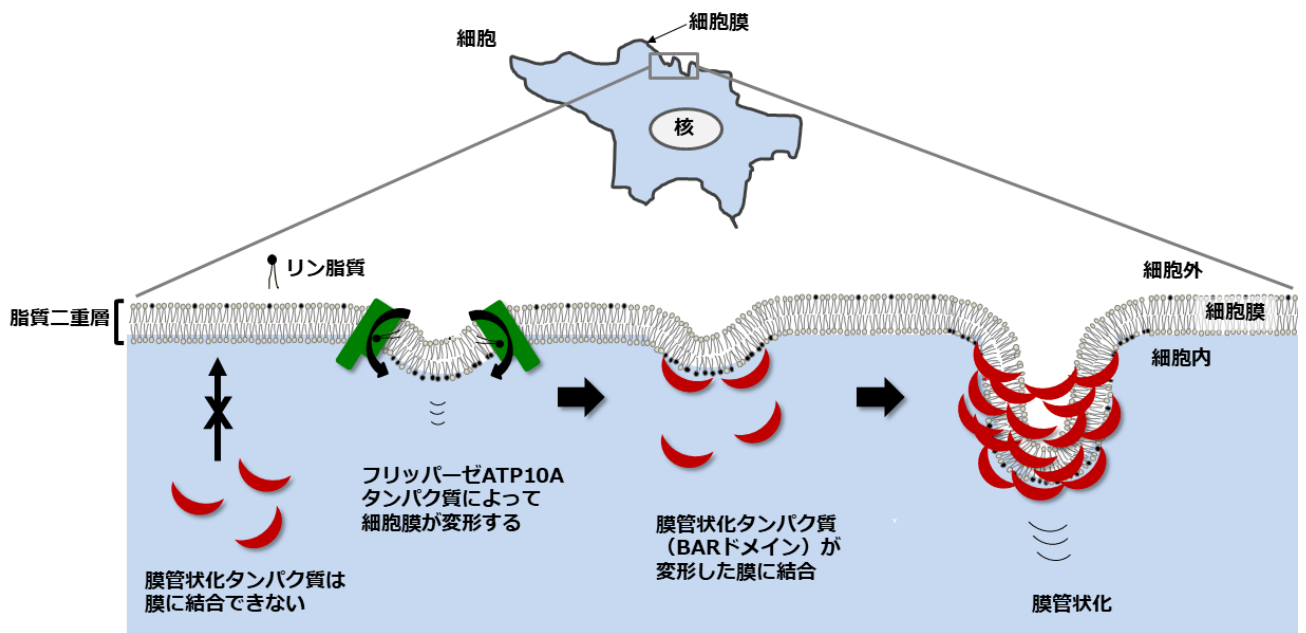 細胞
細胞膜
核
リン脂質
細胞外
脂質二重層
細胞膜
細胞内
X
フリッパーゼATP10A
タンパク質によって
細胞膜が変形する
膜管状化タンパク質
（BARドメイン）が
変形した膜に結合
膜管状化タンパク質は
膜に結合できない
膜管状化